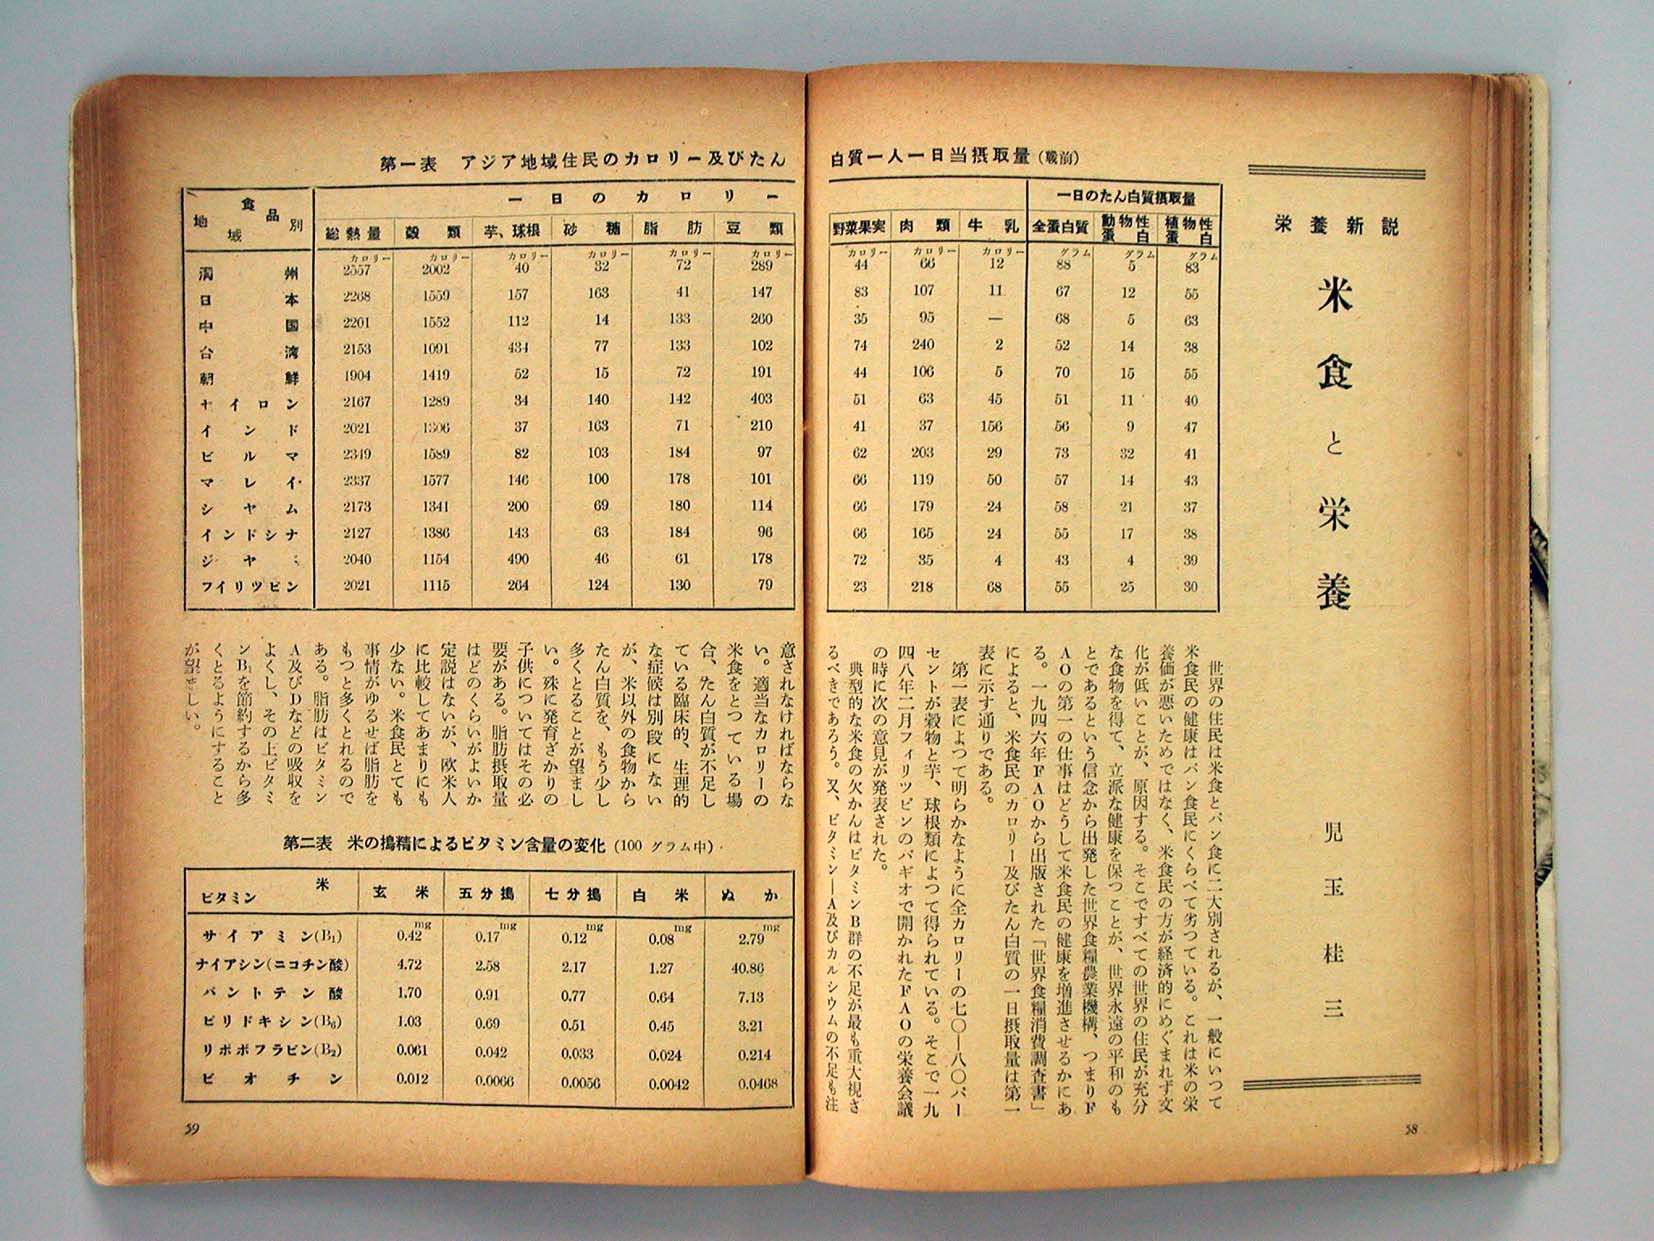 栄養新説
米食と栄養
児玉桂三
世界の住民は米食とパン食に二大別されるが、一般にいつて
米食民の健康はパン食民にくらべて劣つている。これは米の栄
養価が悪いためではなく、米食民の方が経済的にめぐまれず文
化が低いことが、原因する。そこですべての世界の住民が充分
な食物を得て、立派な健康を保つことが、世界永遠の平和のも
とであるという信念から出発した世界食糧農業機構、つまりF
AOの第一の仕事はどうして米食民の健康を増進させるかにあ
る。一九四六年FAOから出版された「世界食糧消費調査書」
によると、米食民のカロリー及びたん白質の一日摂取量は第一
表に示す通りである。
第一表によつて明らかなように全カロリーの七〇―八〇パー
セントが穀物と芋、球根類によつて得られている。そこで一九
四八年二月フィリツピンのバギオで開かれたFAOの栄養会議
の時に次の意見が発表された。
典型的な米食の欠かんはビタミンB群の不足が最も重大視さ
るべきであろう。又、ビタミンA及びカルシウムの不足も注
58
第一表 アジア地域住民のカロリー及びたん白質一人一日当摂取量(戦前)
食品別 地域 一日のカロリー 一日のたん白質摂取量
総熱量 穀類 芋、球根 砂糖 脂肪 豆類 野菜果実 肉類 牛乳 全蛋白質 動物性蛋白 植物性蛋白
カロリー カロリー カロリー カロリー カロリー カロリー カロリー カロリー カロリー グラム グラム グラム
満州 2557 2002 40 32 72 289 44 66 12 88 5 83
日本 2268 1559 157 163 41 147 83 107 11 67 12 55
中国 2201 1552 112 14 133 260 35 95 — 68 5 63
台湾 2153 1091 434 77 133 102 74 240 2 52 14 38
朝鮮 1904 1419 52 15 72 191 44 106 5 70 15 55
セイロン 2167 1289 34 140 142 403 51 63 45 51 11 40
インド 2021 1306 37 163 71 210 41 37 156 56 9 47
ビルマ 2349 1589 82 103 184 97 62 203 29 73 32 41
マレイ 2337 1577 146 100 178 101 66 119 50 57 14 43
シヤム 2173 1341 200 69 180 114 66 179 24 58 21 37
インドシナ 2127 1386 143 63 184 96 66 165 24 55 17 38
ジヤミ 2040 1154 490 46 61 178 72 35 4 43 4 39
フイリツピン 2021 1115 264 124 130 79 23 218 68 55 25 30
意されなければならな
い。適当なカロリーの
米食をとつている場
合、たん白質が不足し
ている臨床的、生理的
な症候は別段にない
が、米以外の食物から
たん白質を、もう少し
多くとることが望まし
い。殊に発育ざかりの
子供についてはその必
要がある。脂肪摂取量
はどのくらいがよいか
定説はないが、欧米人
に比較してあまりにも
少ない。米食民とても
事情がゆるせば脂肪を
もつと多くとれるので
ある。脂肪はビタミン
A及びDなどの吸収を
よくし、その上ビタミ
ンB₁を節約するから多
くとるようにすること
が望ましい。
第二表 米の搗精によるビタミン含量の変化 (100 グラム中)
米 ビタミン 玄米 五分搗 七分搗 白米 ぬか
mg mg mg mg mg
サイアミン(B₁) 0.42 0.17 0.12 0.08 2.79
ナイアシン(ニコチン酸) 4.72 2.58 2.17 1.27 40.86
パントテン酸 1.70 0.91 0.77 0.64 7.13
ピリドキシン(B₆) 1.03 0.69 0.51 0.45 3.21
リボボフラビン(B₂) 0.061 0.042 0.033 0.024 0.214
ビオチン 0.012 0.0066 0.0056 0.0042 0.0468
59